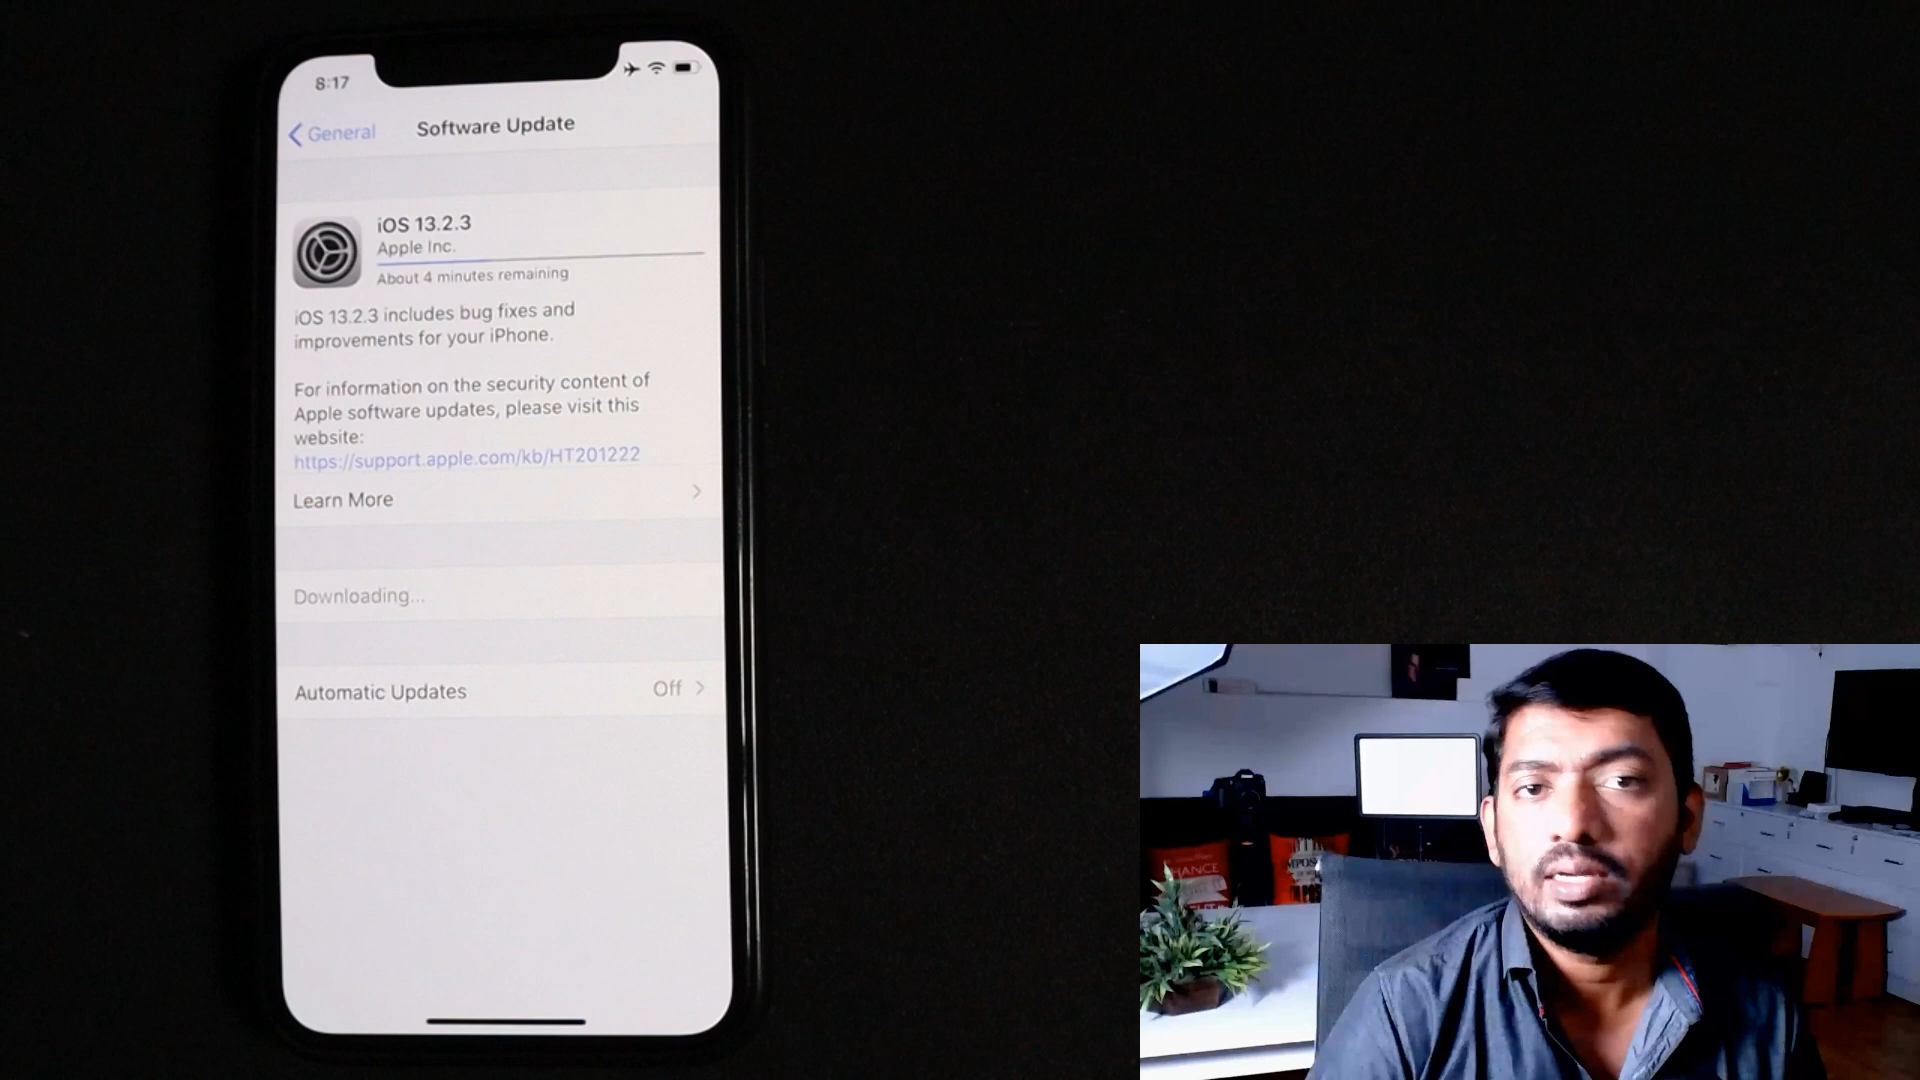 8:17
General
Software Update
iOS 13.2.3
Apple Inc.
About 4 minutes remaining
iOS 13.2.3 includes bug fixes and
improvements for your iPhone.
For information on the security content of
Apple software updates, please visit this
website:
https://support.apple.com/kb/HT201222
Learn More
Downloading...
Automatic Updates
Off